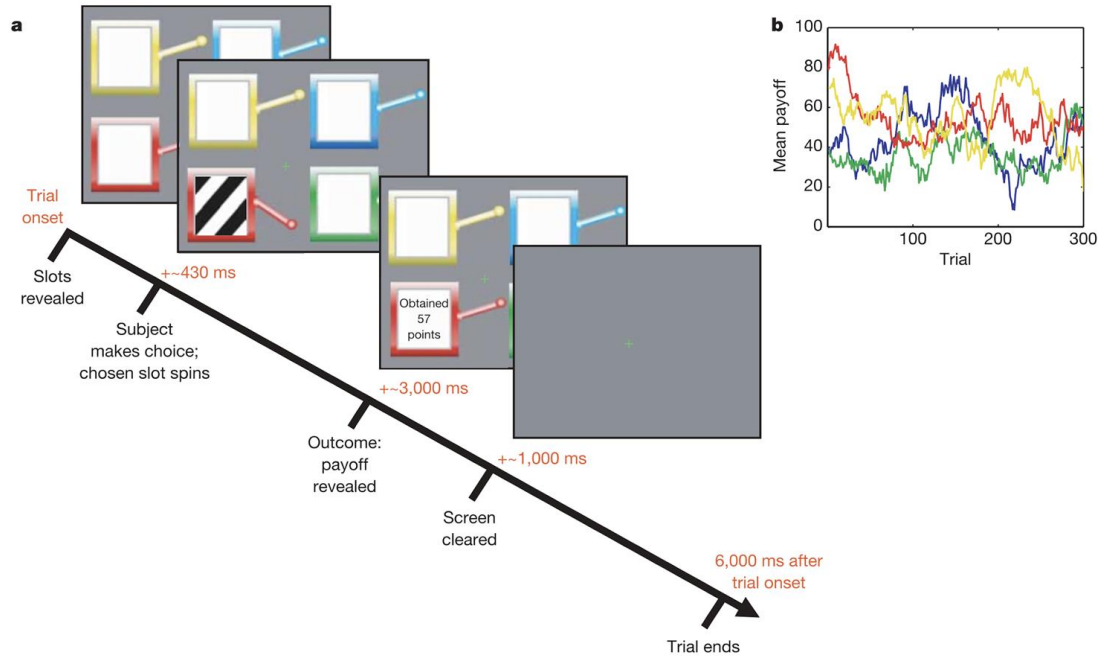 a
Trial
onset
Slots
revealed
+~430 ms
Subject
makes choice;
chosen slot spins
Obtained
57
points
+~3,000 ms
Outcome:
payoff
revealed
+~1,000 ms
Screen
cleared
6,000 ms after
trial onset
Trial ends
b
Mean payoff
100
80
60
40
20
0
100
200
300
Trial